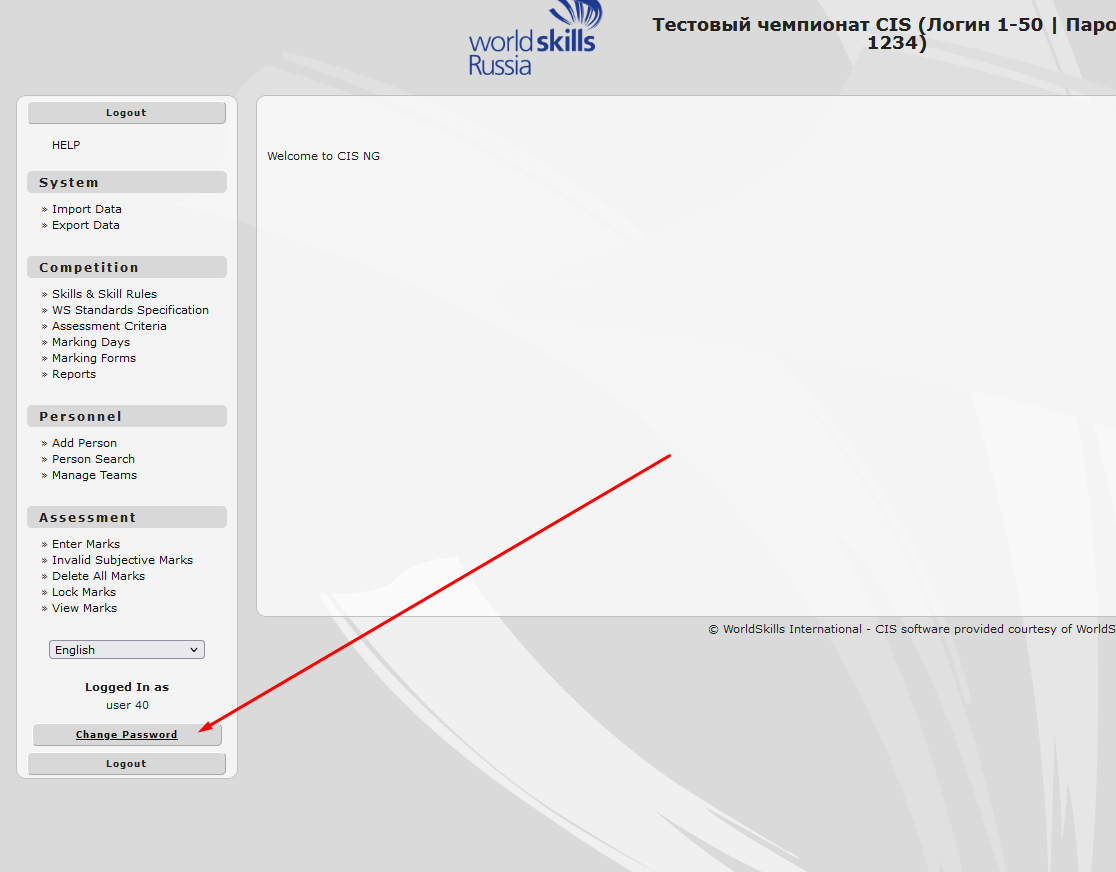 world skills
Russia
Тестовый чемпионат CIS (Логин 1-50 |
1234)
Logout
HELP
System
» Import Data
» Export Data
Competition
» Skills & Skill Rules
» WS Standards Specification
» Assessment Criteria
» Marking Days
» Marking Forms
» Reports
Personnel
» Add Person
» Person Search
» Manage Teams
Assessment
» Enter Marks
» Invalid Subjective Marks
» Delete All Marks
» Lock Marks
» View Marks
English
Logged In as
user 40
Change Password
Logout
Welcome to CIS NG
© WorldSkills International - CIS software provided courtesy of